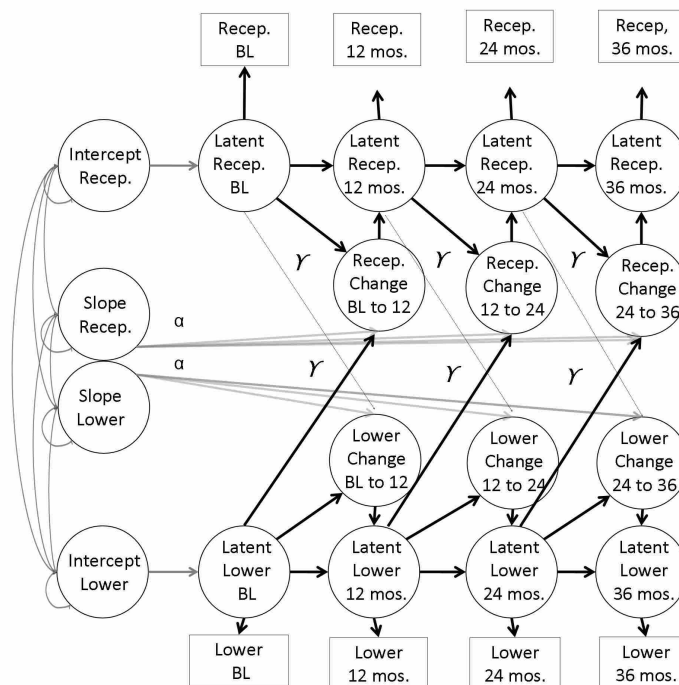 Recep.
BL
Recep.
12 mos.
Recep.
24 mos.
Recep,
36 mos.
Intercept
Recep.
Latent
Recep.
BL
Latent
Recep.
12 mos.
Latent
Recep.
24 mos.
Latent
Recep.
36 mos.
ϒ
ϒ
ϒ
Recep.
Change
BL to 12
Recep.
Change
12 to 24
Recep.
Change
24 to 36
Slope
Recep.
α
α
ϒ
ϒ
ϒ
Slope
Lower
Lower
Change
BL to 12
Lower
Change
12 to 24
Lower
Change
24 to 36
Intercept
Lower
Latent
Lower
BL
Latent
Lower
12 mos.
Latent
Lower
24 mos.
Latent
Lower
36 mos.
Lower
BL
Lower
12 mos.
Lower
24 mos.
Lower
36 mos.